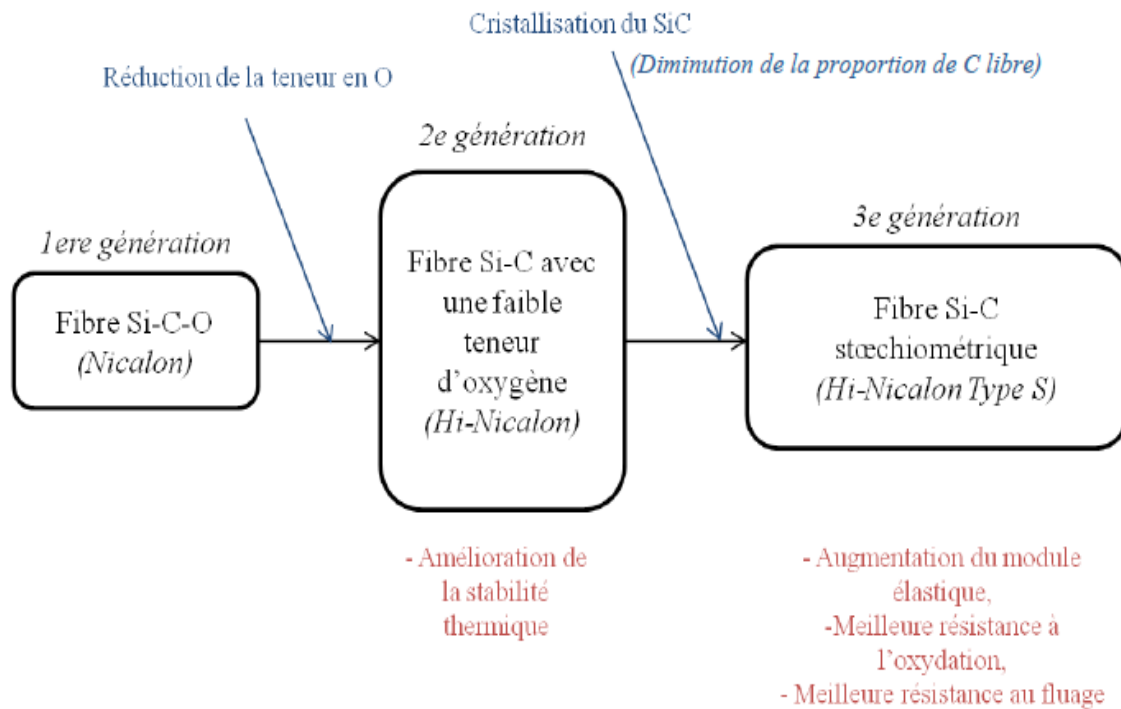 Cristallisation du SiC
(Diminution de la proportion de C libre)
Réduction de la teneur en O
2e génération
1ere génération
3e génération
Fibre Si-C-O
(Nicalon)
Fibre Si-C avec
une faible
teneur
d’oxygène
(Hi-Nicalon)
Fibre Si-C
stœchiométrique
(Hi-Nicalon Type S)
- Amélioration de
la stabilité
thermique
- Augmentation du module
élastique,
-Meilleure résistance à
l’oxydation,
- Meilleure résistance au fluage